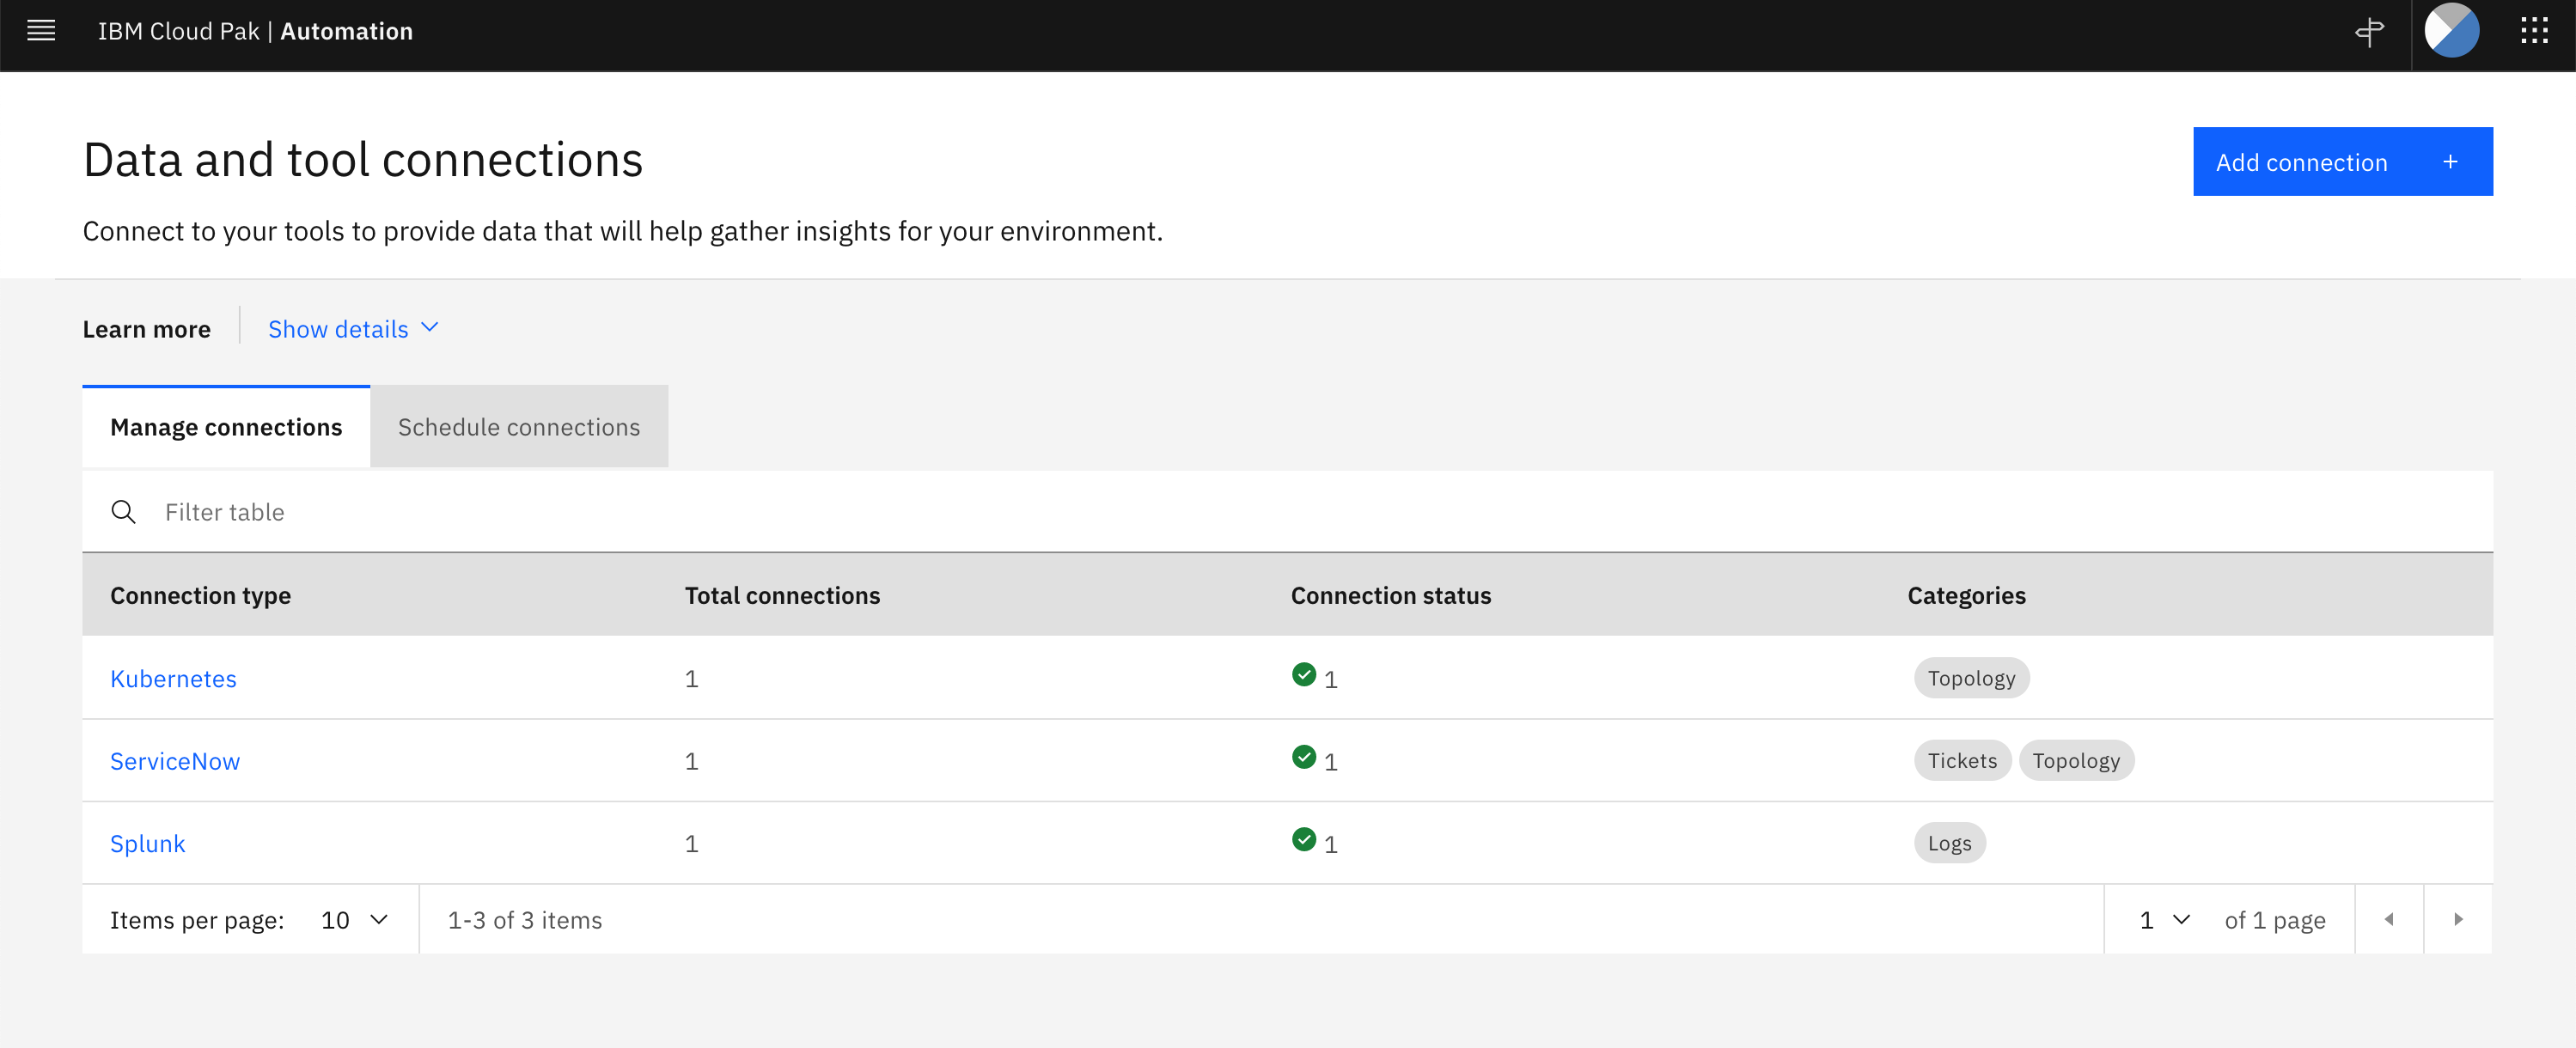 IBM Cloud Pak | Automation
Data and tool connections
Add connection +
Connect to your tools to provide data that will help gather insights for your environment.
Learn more Show details
Manage connections Schedule connections
Filter table
Connection type Total connections Connection status Categories
Kubernetes 1 1 Topology
ServiceNow 1 1 Tickets Topology
Splunk 1 1 Logs
Items per page: 10 1-3 of 3 items 1 of 1 page